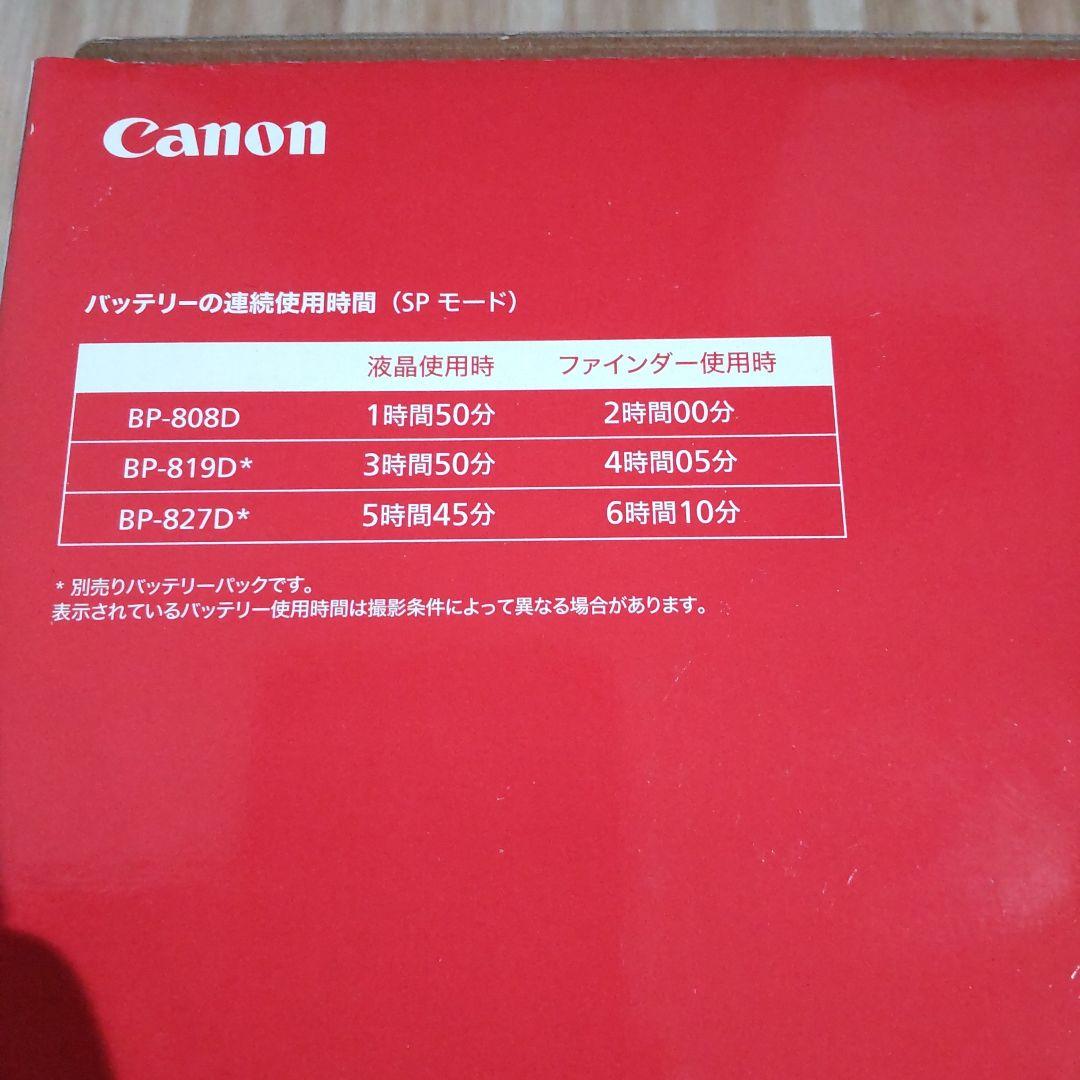 Canon
バッテリーの連続使用時間（SP モード）
液晶使用時 ファインダー使用時
BP-808D 1時間50分 2時間00分
BP-819D* 3時間50分 4時間05分
BP-827D* 5時間45分 6時間10分
* 別売りバッテリーパックです。
表示されているバッテリー使用時間は撮影条件によって異なる場合があります。